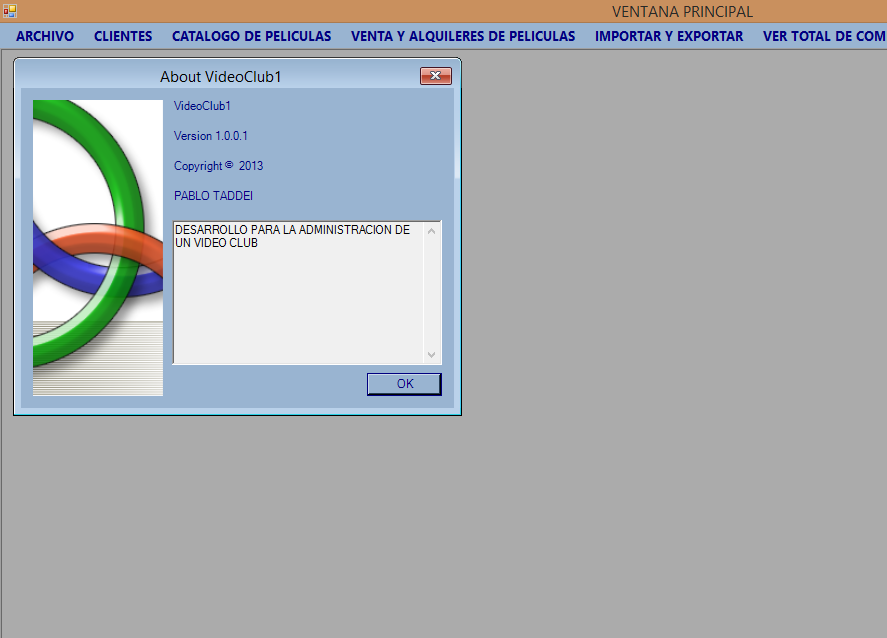 VENTANA PRINCIPAL
ARCHIVO CLIENTES CATALOGO DE PELICULAS VENTA Y ALQUILERES DE PELICULAS IMPORTAR Y EXPORTAR VER TOTAL DE COM
About VideoClub1
VideoClub1
Version 1.0.0.1
Copyright © 2013
PABLO TADDEI
DESARROLLO PARA LA ADMINISTRACION DE
UN VIDEO CLUB
OK